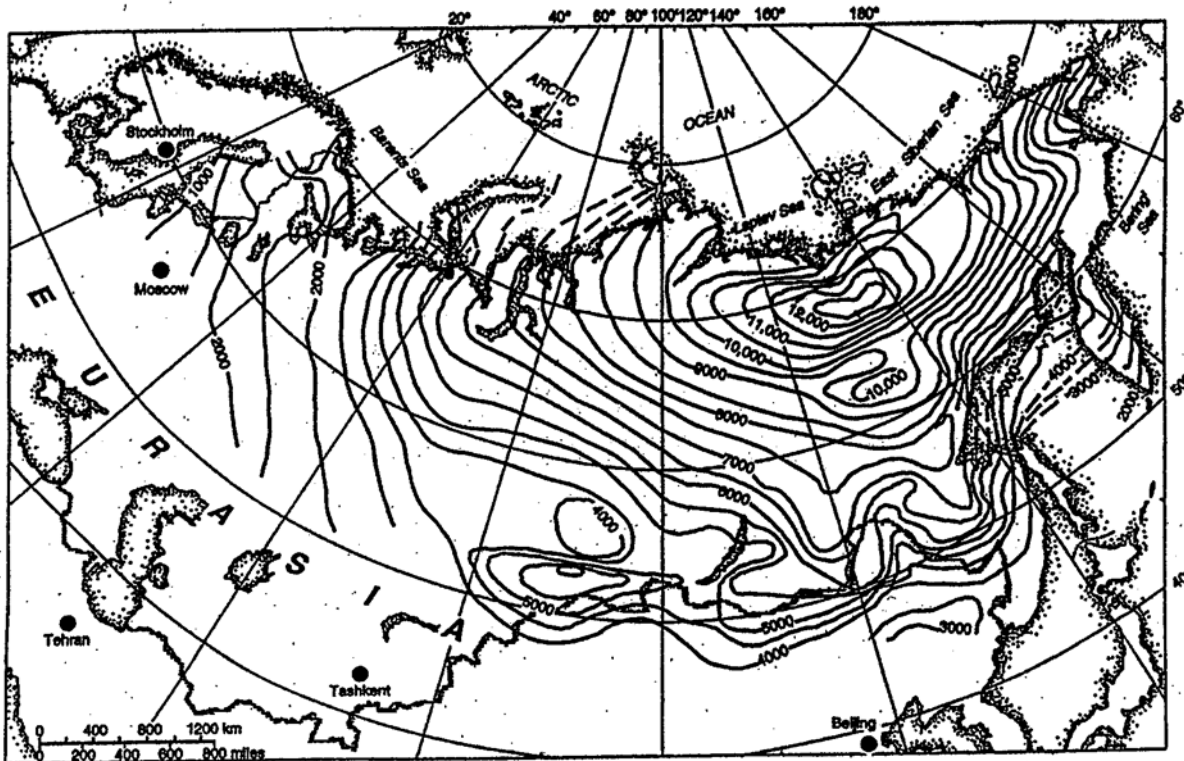 20° 40° 60° 80° 100° 120° 140° 160° 180°
ARCTIC
OCEAN
Barents Sea
Laptev Sea
East Siberian Sea
Bering Sea
60°
Stockholm
1000
Moscow
2000
2000
12,000
11,000
10,000
9000
10,000
8000
7000
6000
4000
3000
2000
4000
5000
5000
4000
3000
EURASIA
Tehran
Tashkent
Beijing
0 400 800 1200 km
200 400 600 800 miles